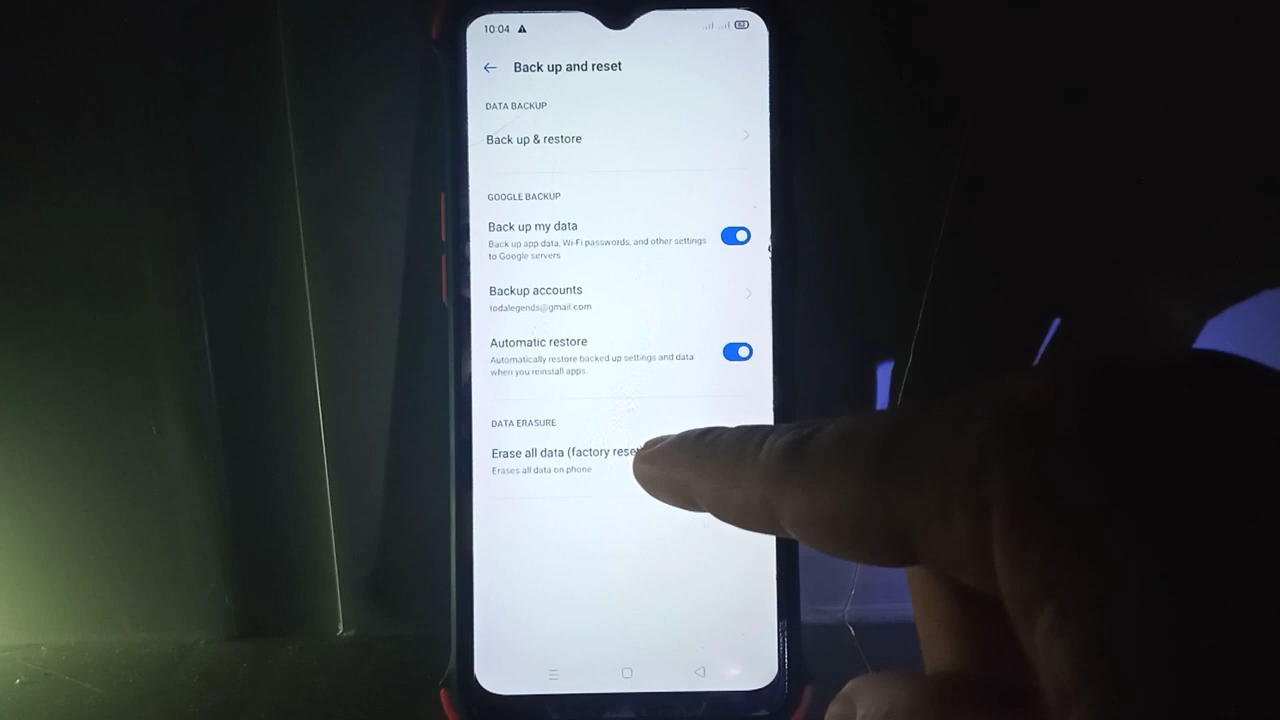 10:04
Back up and reset
DATA BACKUP
Back up & restore
GOOGLE BACKUP
Back up my data
Back up app data, Wi-Fi passwords, and other settings
to Google servers
Backup accounts
todalegends@gmail.com
Automatic restore
Automatically restore backed up settings and data
when you reinstall apps.
DATA ERASURE
Erase all data (factory reset
Erases all data on phone